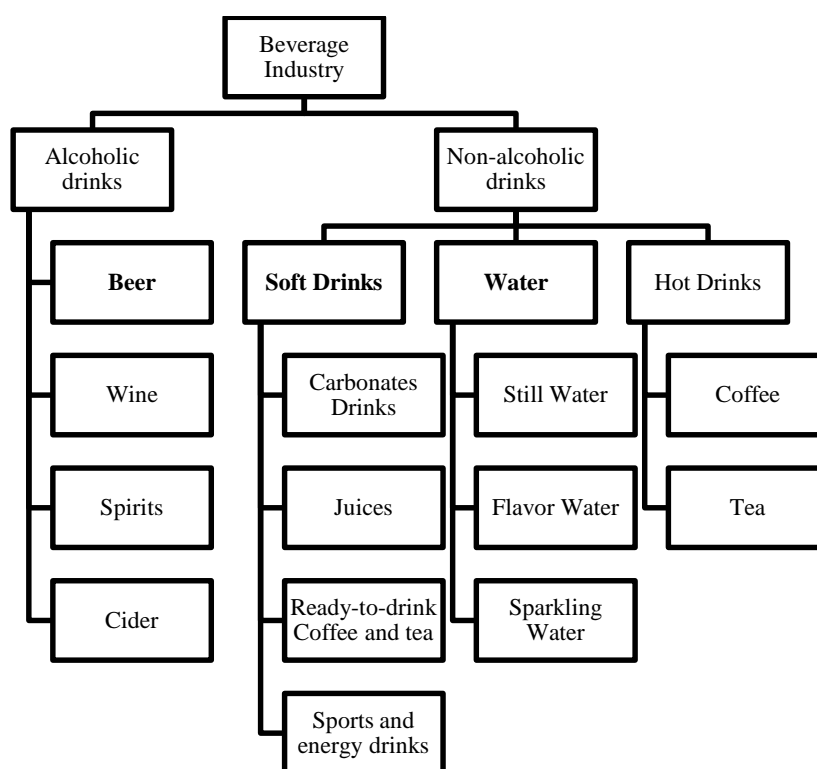 Beverage
Industry
Alcoholic
drinks
Non-alcoholic
drinks
Beer
Soft Drinks
Water
Hot Drinks
Wine
Carbonates
Drinks
Still Water
Coffee
Spirits
Juices
Flavor Water
Tea
Cider
Ready-to-drink
Coffee and tea
Sparkling
Water
Sports and
energy drinks